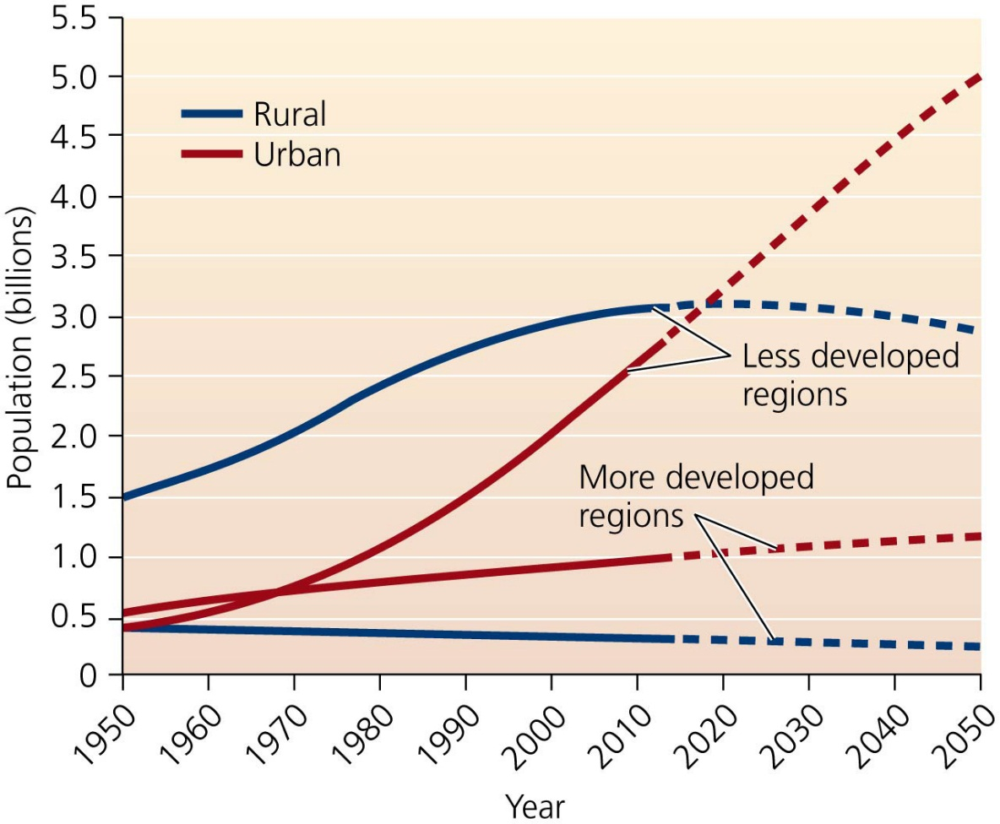 5.5
5.0
4.5
4.0
3.5
3.0
2.5
2.0
1.5
1.0
0.5
0
Population (billions)
Rural
Urban
Less developed
regions
More developed
regions
1950
1960
1970
1980
1990
2000
2010
2020
2030
2040
2050
Year